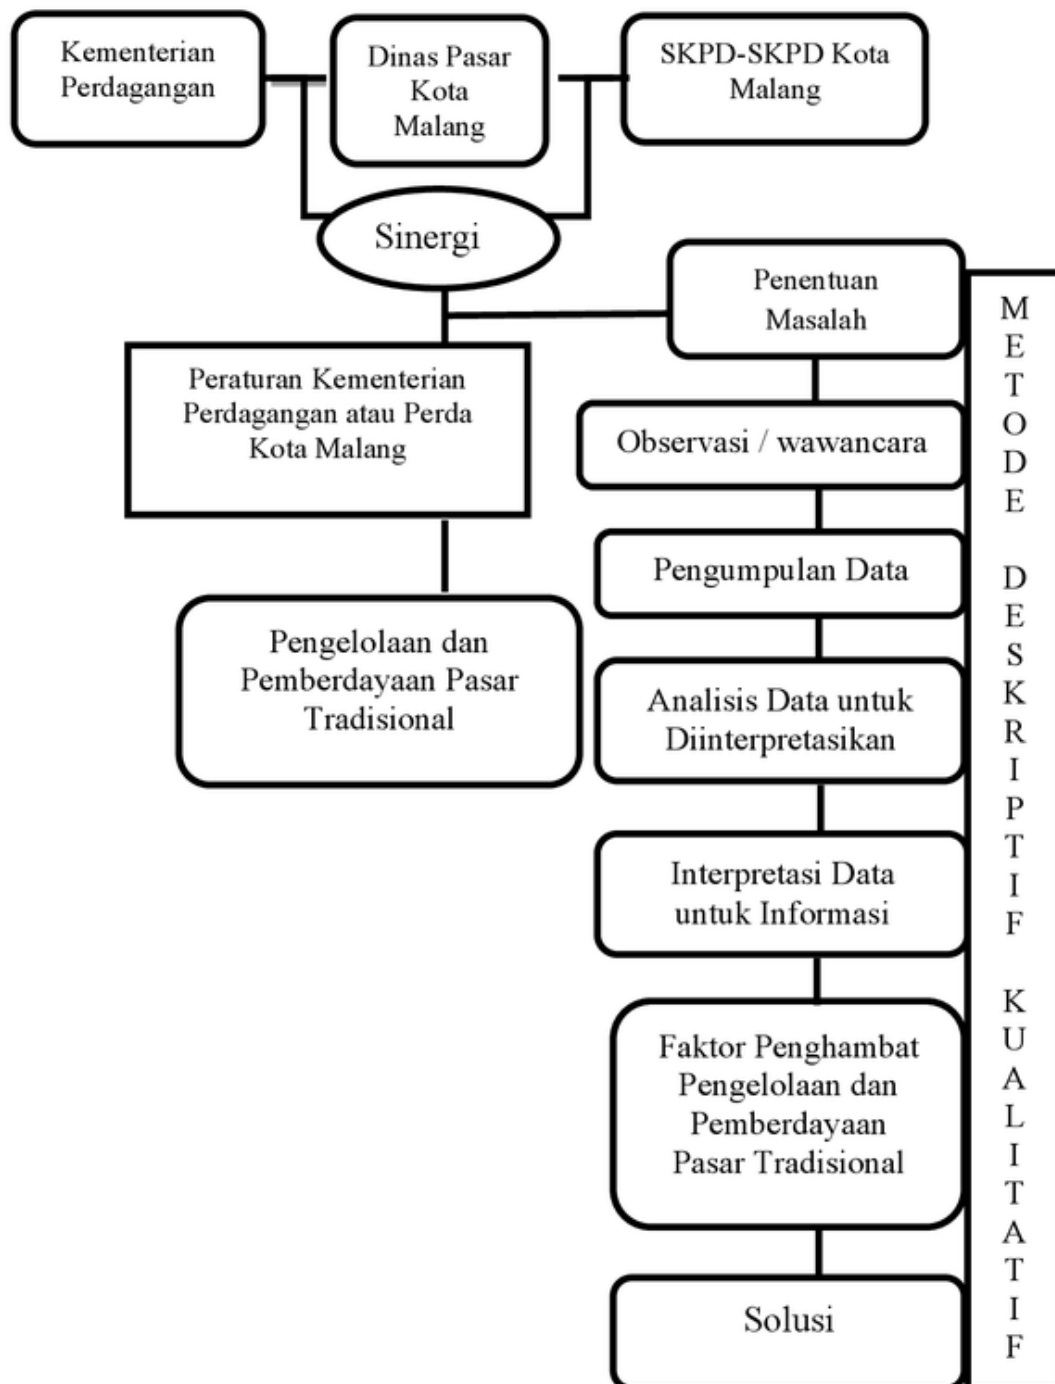 Kementerian
Perdagangan
Dinas Pasar
Kota
Malang
SKPD-SKPD Kota
Malang
Sinergi
Penentuan
Masalah
Peraturan Kementerian
Perdagangan atau Perda
Kota Malang
Observasi / wawancara
Pengumpulan Data
Pengelolaan dan
Pemberdayaan Pasar
Tradisional
Analisis Data untuk
Diinterpretasikan
Interpretasi Data
untuk Informasi
Faktor Penghambat
Pengelolaan dan
Pemberdayaan
Pasar Tradisional
Solusi
METODE DESKRIPTIF KUALITATIF